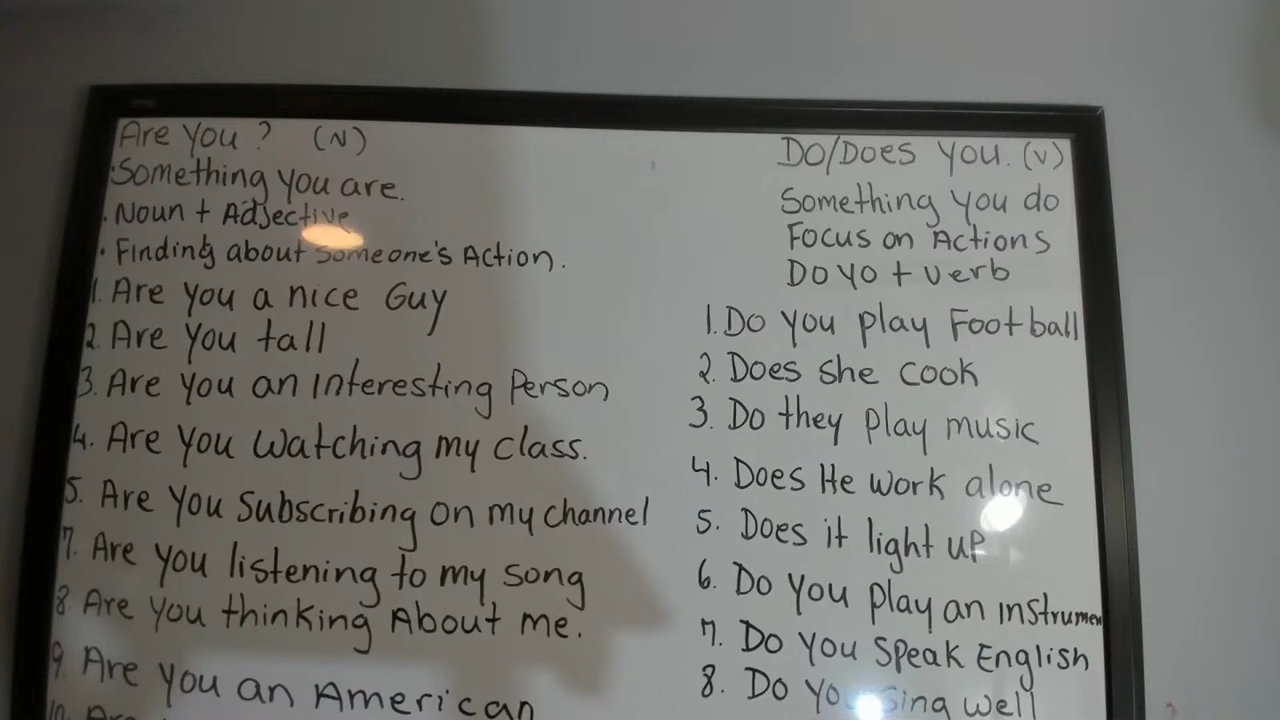 Are you ? (N)
Something you are.
. Noun + Adjective
. Finding about someone's Action.
1. Are you a nice Guy
2. Are you tall
3. Are you an interesting Person
4. Are you watching my class.
5. Are you Subscribing on my channel
7. Are you listening to my song
8 Are you thinking About me.
9 Are you an American
10.
DO/DOES YOU. (V)
Something you do
Focus on Actions
DO YO + verb
1. Do you play Football
2. Does she cook
3. Do they play music
4. Does He work alone
5. Does it light up
6. Do you play an instrumen
7. Do you speak English
8. Do you sing well